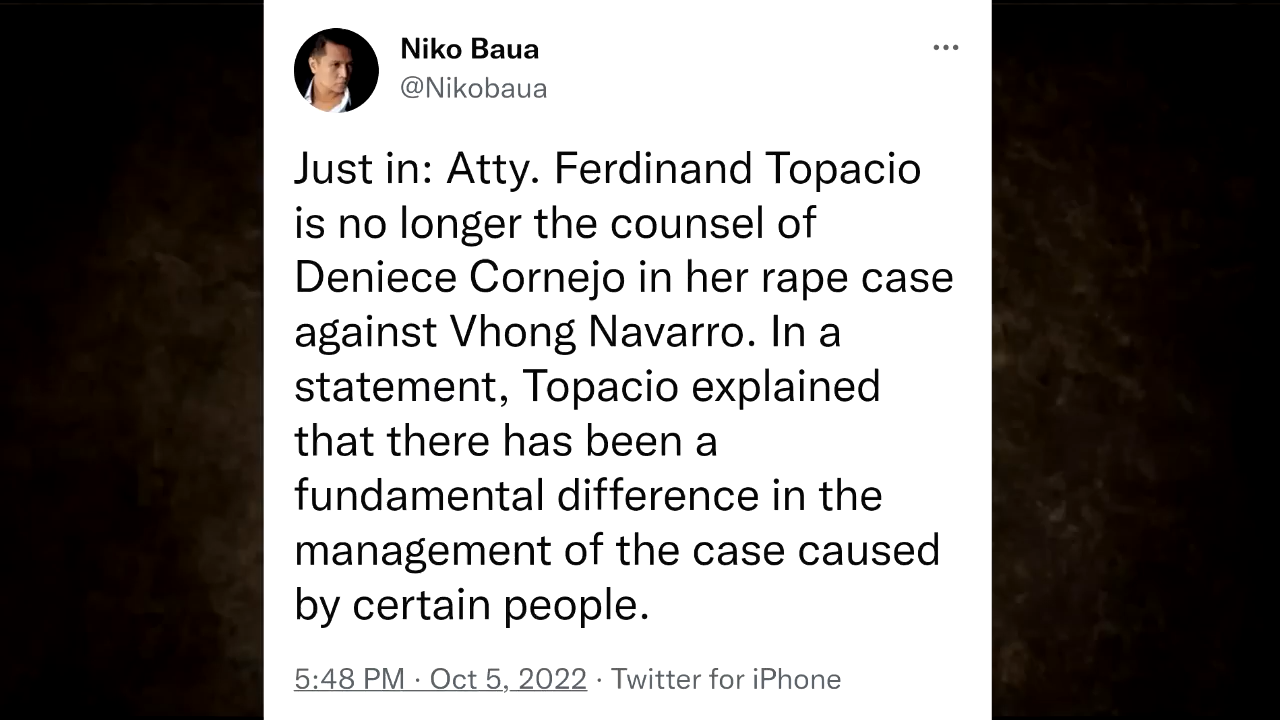 Niko Baua
@Nikobaua
Just in: Atty. Ferdinand Topacio
is no longer the counsel of
Deniece Cornejo in her rape case
against Vhong Navarro. In a
statement, Topacio explained
that there has been a
fundamental difference in the
management of the case caused
by certain people.
5:48 PM · Oct 5, 2022 · Twitter for iPhone